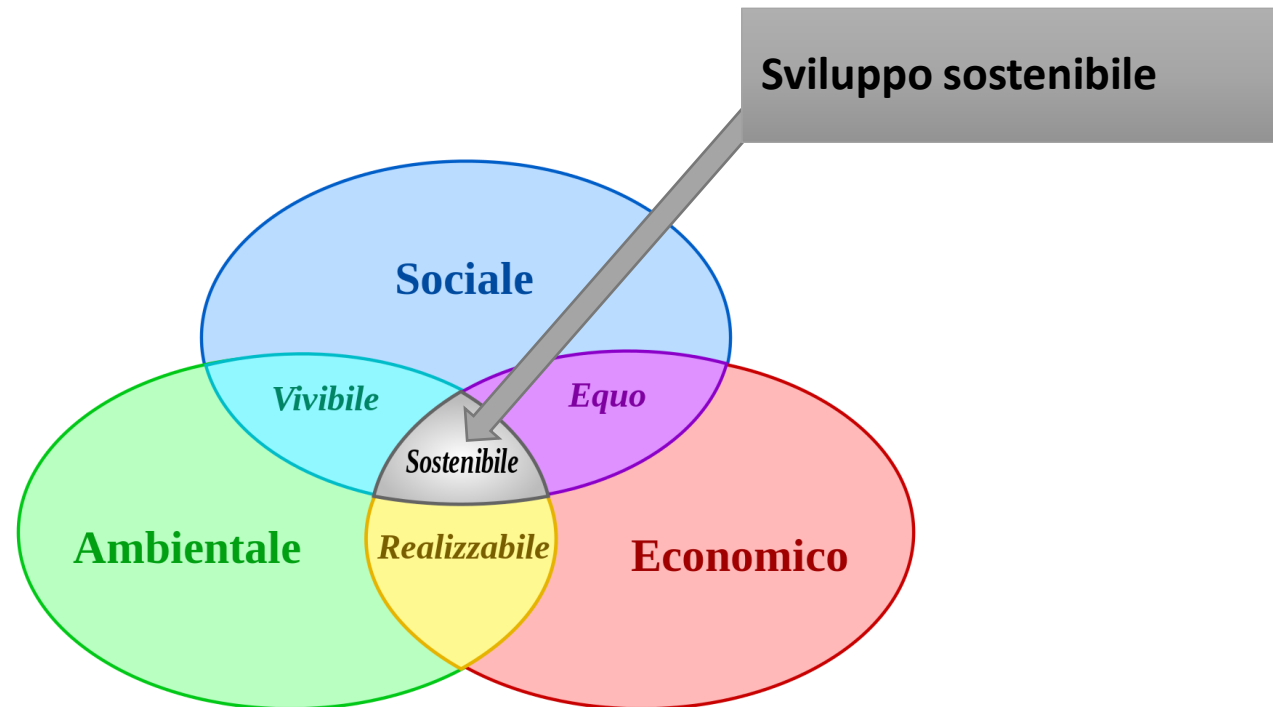 Sviluppo sostenibile
Sociale
Vivibile
Equo
Sostenibile
Ambientale
Realizzabile
Economico